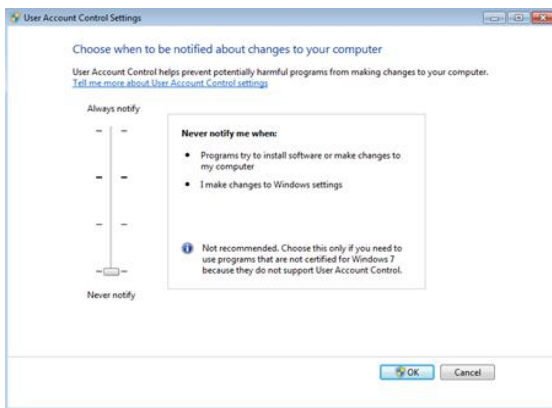 User Account Control Settings
Choose when to be notified about changes to your computer
User Account Control helps prevent potentially harmful programs from making changes to your computer.
Tell me more about User Account Control settings
Always notify
Never notify me when:
Programs try to install software or make changes to
my computer
I make changes to Windows settings
Not recommended. Choose this only if you need to
use programs that are not certified for Windows 7
because they do not support User Account Control.
Never notify
OK
Cancel